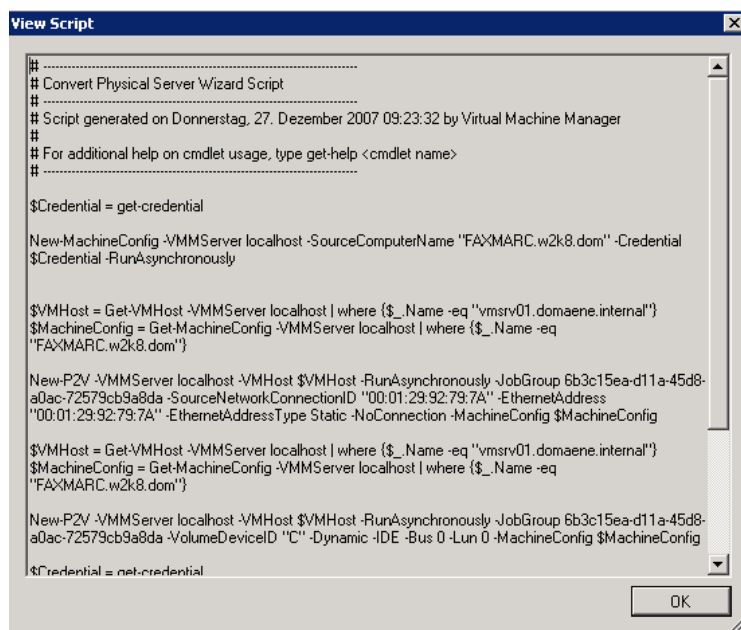 View Script
# ----------------------------------------------------------------------------
# Convert Physical Server Wizard Script
# ----------------------------------------------------------------------------
# Script generated on Donnerstag, 27. Dezember 2007 09:23:32 by Virtual Machine Manager
#
# For additional help on cmdlet usage, type get-help <cmdlet name>
# ----------------------------------------------------------------------------
$Credential = get-credential
New-MachineConfig -VMMServer localhost -SourceComputerName "FAXMARC.w2k8.dom" -Credential
$Credential -RunAsynchronously
$VMHost = Get-VMHost -VMMServer localhost | where {$_.Name -eq "vmsrv01.domaene.internal"}
$MachineConfig = Get-MachineConfig -VMMServer localhost | where {$_.Name -eq
"FAXMARC.w2k8.dom"}
New-P2V -VMMServer localhost -VMHost $VMHost -RunAsynchronously -JobGroup 6b3c15ea-d11a-45d8-
a0ac-72579cb9a8da -SourceNetworkConnectionID "00:01:29:92:79:7A" -EthernetAddress
"00:01:29:92:79:7A" -EthernetAddressType Static -NoConnection -MachineConfig $MachineConfig
$VMHost = Get-VMHost -VMMServer localhost | where {$_.Name -eq "vmsrv01.domaene.internal"}
$MachineConfig = Get-MachineConfig -VMMServer localhost | where {$_.Name -eq
"FAXMARC.w2k8.dom"}
New-P2V -VMMServer localhost -VMHost $VMHost -RunAsynchronously -JobGroup 6b3c15ea-d11a-45d8-
a0ac-72579cb9a8da -VolumeDeviceID "C" -Dynamic -IDE -Bus 0 -Lun 0 -MachineConfig $MachineConfig
$Credential = get-credential
OK